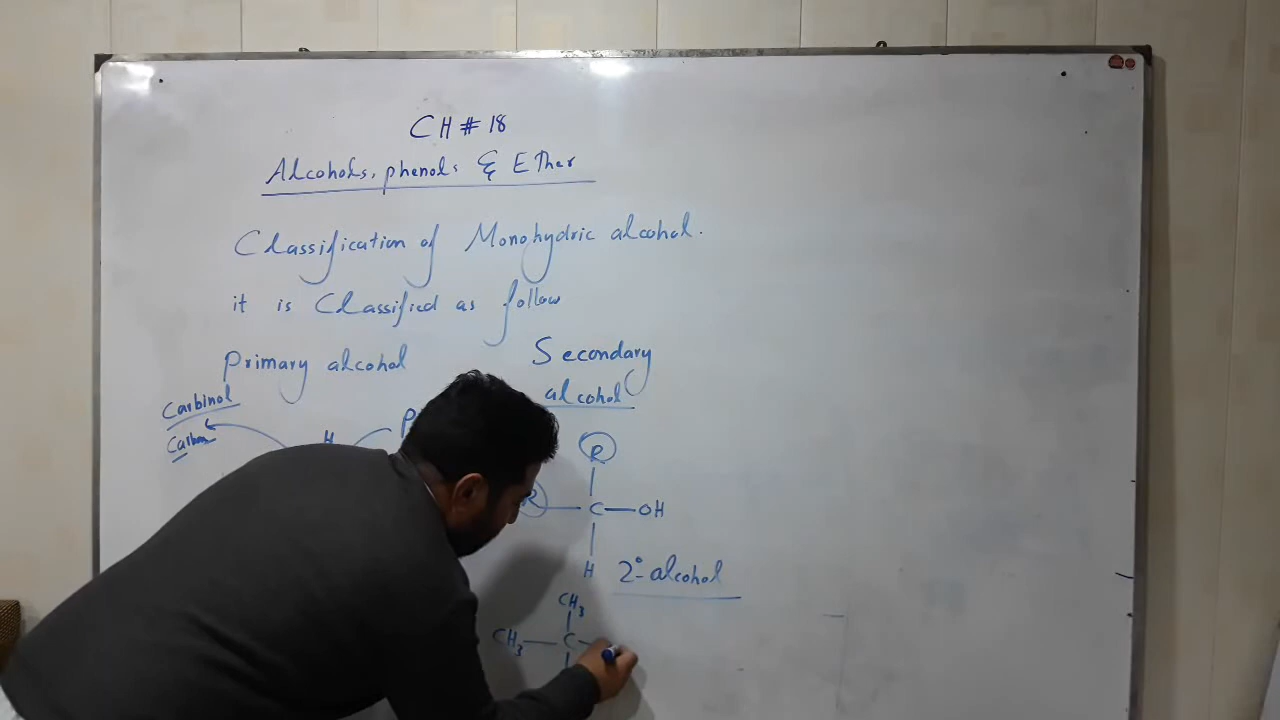 CH # 18
Alcohols, phenols & Ether
Classification of Monohydric alcohol.
it is Classified as follow
Primary alcohol
Secondary
alcohol
Carbinol
Carbon
H
R
R — C — OH
H
2° alcohol
CH3
CH3 — C —